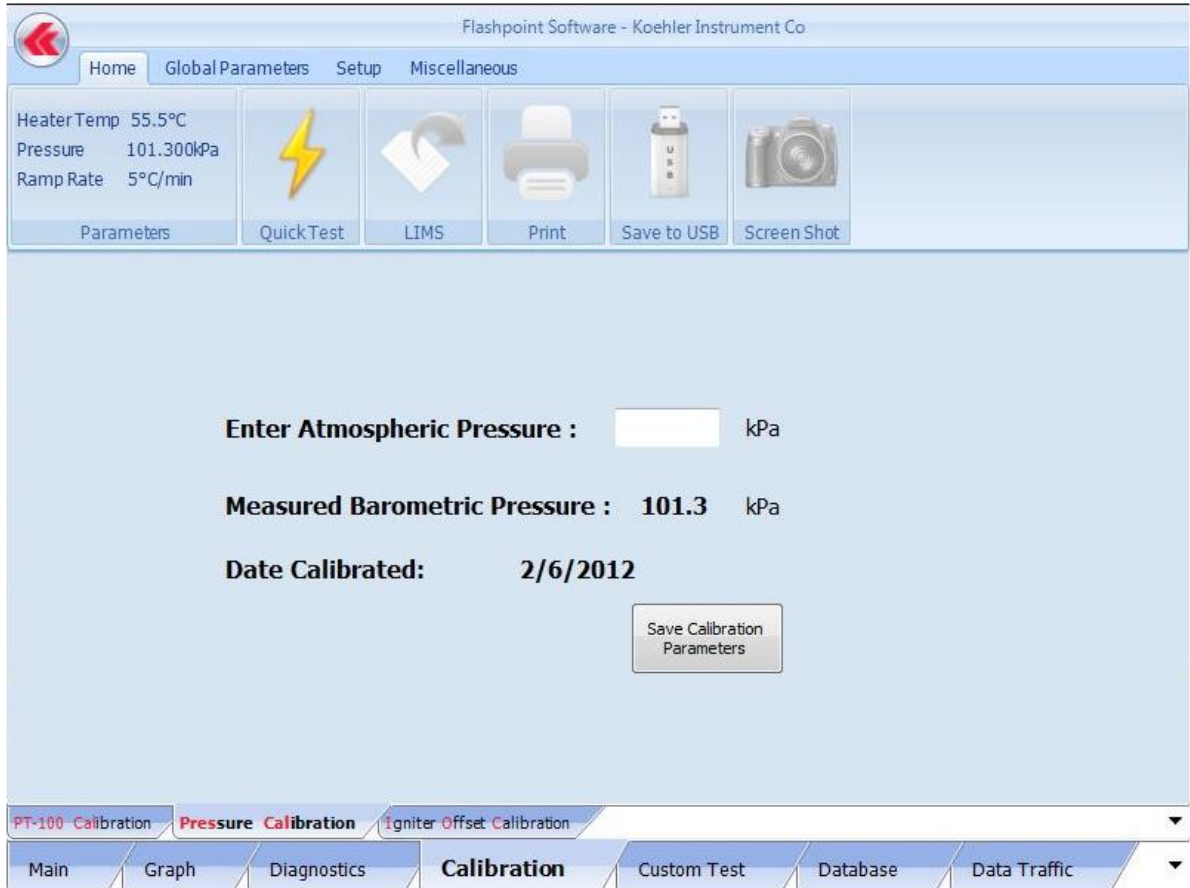 Flashpoint Software - Koehler Instrument Co
Home Global Parameters Setup Miscellaneous
Heater Temp 55.5°C
Pressure 101.300kPa
Ramp Rate 5°C/min
USB
Parameters Quick Test LIMS Print Save to USB Screen Shot
Enter Atmospheric Pressure : kPa
Measured Barometric Pressure : 101.3 kPa
Date Calibrated: 2/6/2012
Save Calibration
Parameters
PT-100 Calibration Pressure Calibration Igniter Offset Calibration
Main Graph Diagnostics Calibration Custom Test Database Data Traffic